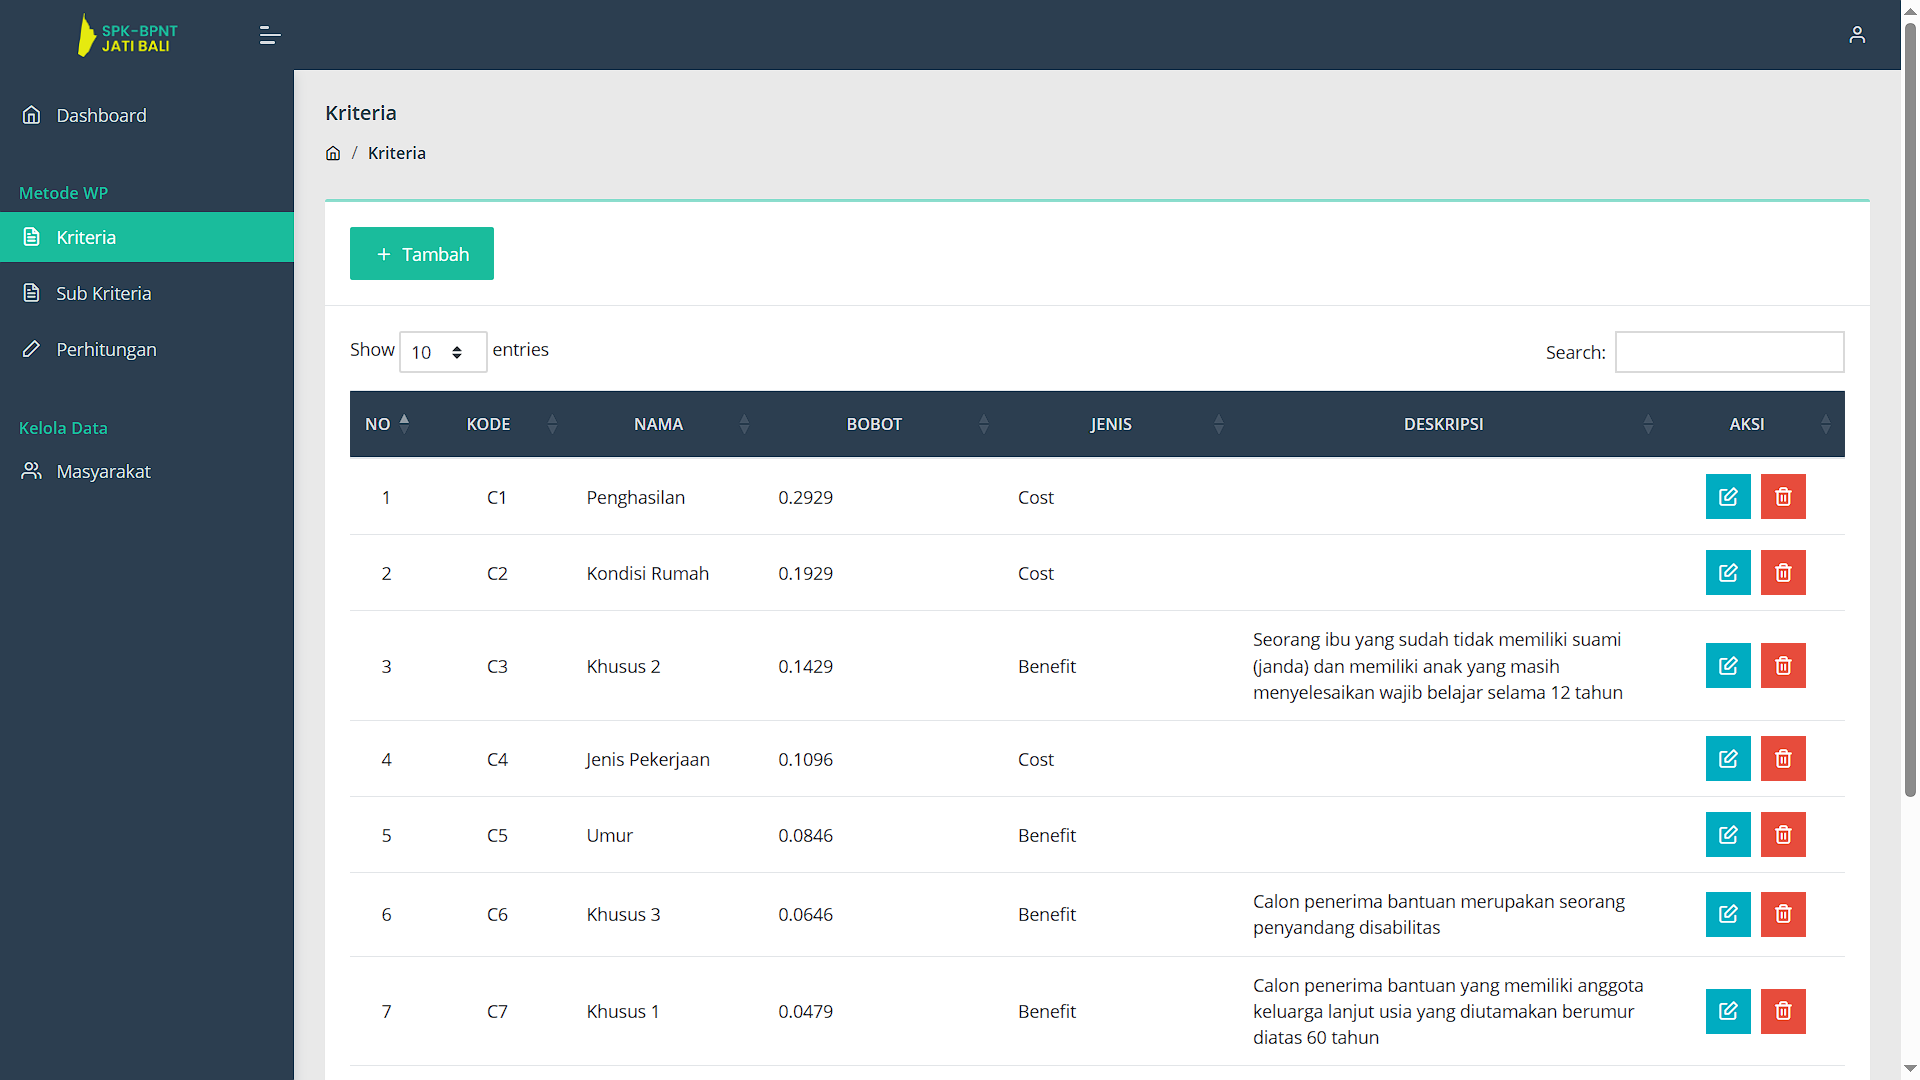 SPK-BPNT
JATI BALI
Dashboard
Metode WP
Kriteria
Sub Kriteria
Perhitungan
Kelola Data
Masyarakat
Kriteria
/ Kriteria
+ Tambah
Show 10 entries
Search:
NO KODE NAMA BOBOT JENIS DESKRIPSI AKSI
1 C1 Penghasilan 0.2929 Cost
2 C2 Kondisi Rumah 0.1929 Cost
Seorang ibu yang sudah tidak memiliki suami
3 C3 Khusus 2 0.1429 Benefit (janda) dan memiliki anak yang masih
menyelesaikan wajib belajar selama 12 tahun
4 C4 Jenis Pekerjaan 0.1096 Cost
5 C5 Umur 0.0846 Benefit
6 C6 Khusus 3 0.0646 Benefit Calon penerima bantuan merupakan seorang
penyandang disabilitas
Calon penerima bantuan yang memiliki anggota
7 C7 Khusus 1 0.0479 Benefit keluarga lanjut usia yang diutamakan berumur
diatas 60 tahun